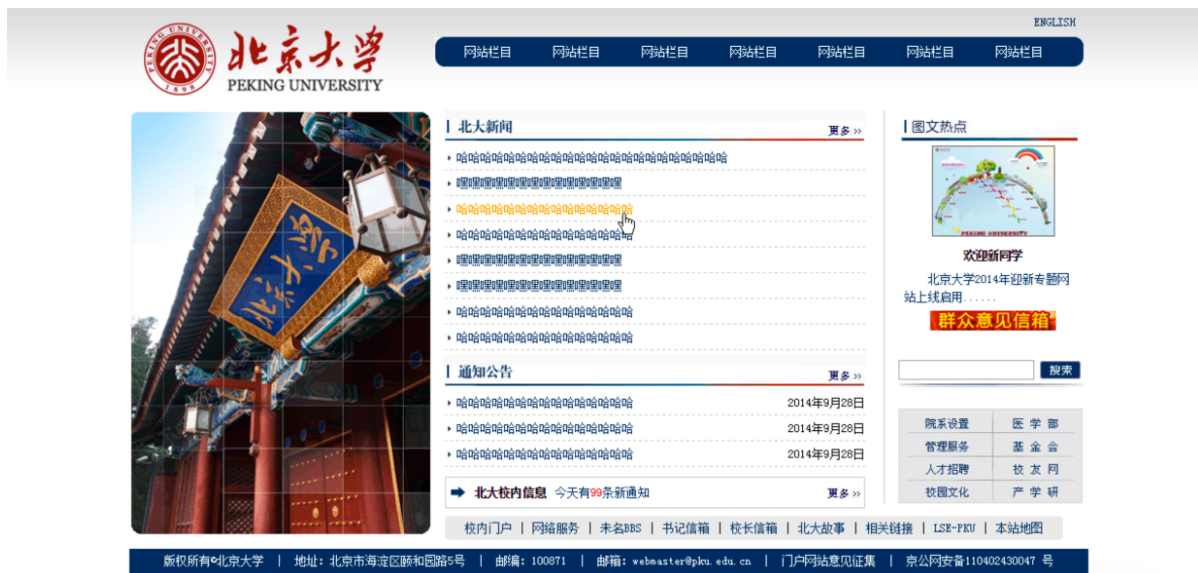 ENGLISH
北京大学
PEKING UNIVERSITY
1898
网站栏目 网站栏目 网站栏目 网站栏目 网站栏目 网站栏目 网站栏目
北大新闻 更多 »
哈哈哈哈哈哈哈哈哈哈哈哈哈哈哈哈哈哈哈哈哈哈哈
嘿嘿嘿嘿嘿嘿嘿嘿嘿嘿嘿嘿嘿嘿
哈哈哈哈哈哈哈哈哈哈哈哈哈哈哈
哈哈哈哈哈哈哈哈哈哈哈哈哈哈哈
嘿嘿嘿嘿嘿嘿嘿嘿嘿嘿嘿嘿嘿嘿
嘿嘿嘿嘿嘿嘿嘿嘿嘿嘿嘿嘿嘿嘿
哈哈哈哈哈哈哈哈哈哈哈哈哈哈哈
哈哈哈哈哈哈哈哈哈哈哈哈哈哈哈
通知公告 更多 »
哈哈哈哈哈哈哈哈哈哈哈哈哈哈哈 2014年9月28日
哈哈哈哈哈哈哈哈哈哈哈哈哈哈哈 2014年9月28日
哈哈哈哈哈哈哈哈哈哈哈哈哈哈哈 2014年9月28日
北大校内信息 今天有99条新通知 更多 »
图文热点
PEKING UNIVERSITY
欢迎新同学
北京大学2014年迎新专题网
站上线启用......
群众意见信箱
搜索
院系设置 医 学 部
管理服务 基 金 会
人才招聘 校 友 网
校园文化 产 学 研
校内门户 | 网络服务 | 未名BBS | 书记信箱 | 校长信箱 | 北大故事 | 相关链接 | LSE-PKU | 本站地图
版权所有©北京大学 | 地址：北京市海淀区颐和园路5号 | 邮编：100871 | 邮箱：webmaster@pku.edu.cn | 门户网站意见征集 | 京公网安备110402430047 号